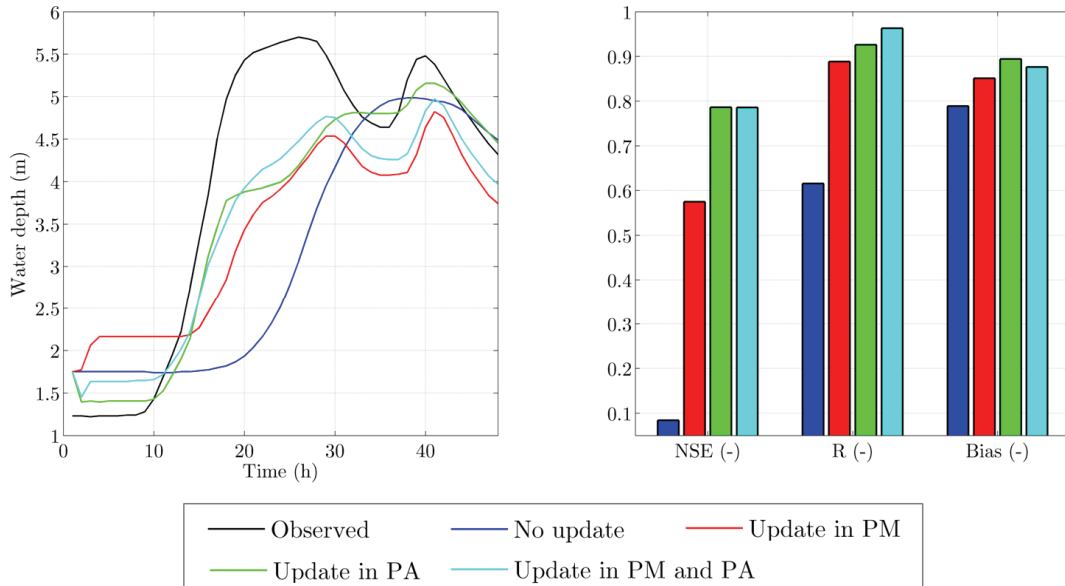 6
5.5
5
4.5
4
3.5
3
2.5
2
1.5
1
0
10
20
30
40
Water depth (m)
Time (h)
1
0.9
0.8
0.7
0.6
0.5
0.4
0.3
0.2
0.1
NSE (-)
R (-)
Bias (-)
Observed
No update
Update in PM
Update in PA
Update in PM and PA